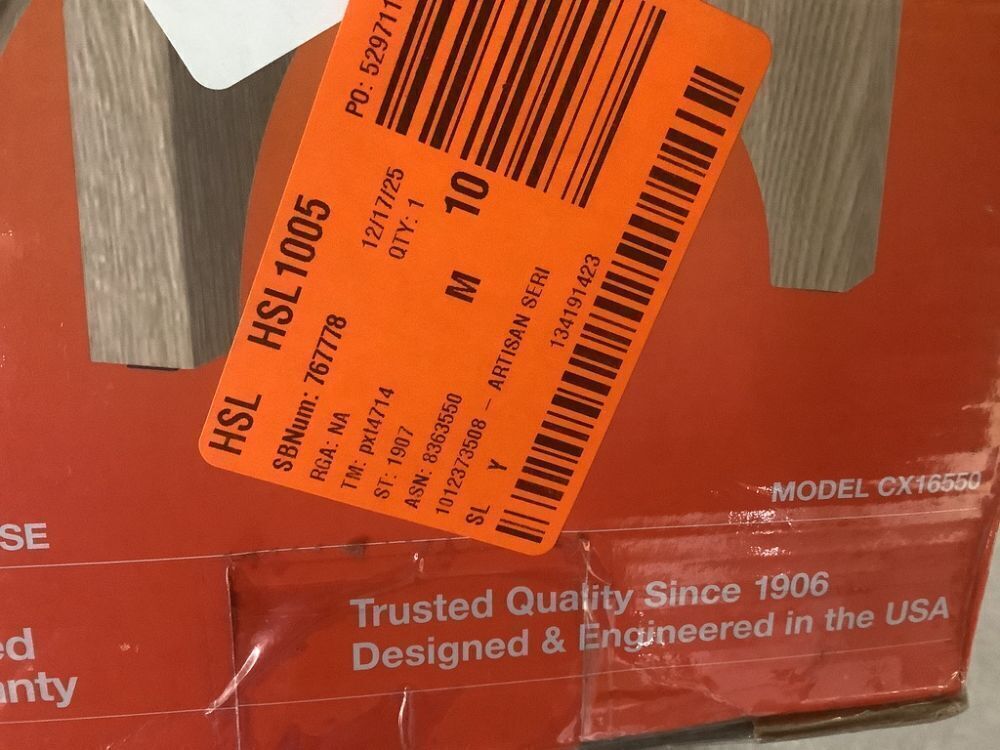 PO: 529711
HSL HSL1005
12/17/25
SBNum: 767778
QTY: 1
RGA: NA
TM: pxt4714
M 10
ST: 1907
ASN: 8363550
1012373508 - ARTISAN SERI
SL Y
134191423
MODEL CX16550
SE
Trusted Quality Since 1906
Designed & Engineered in the USA
ed
anty